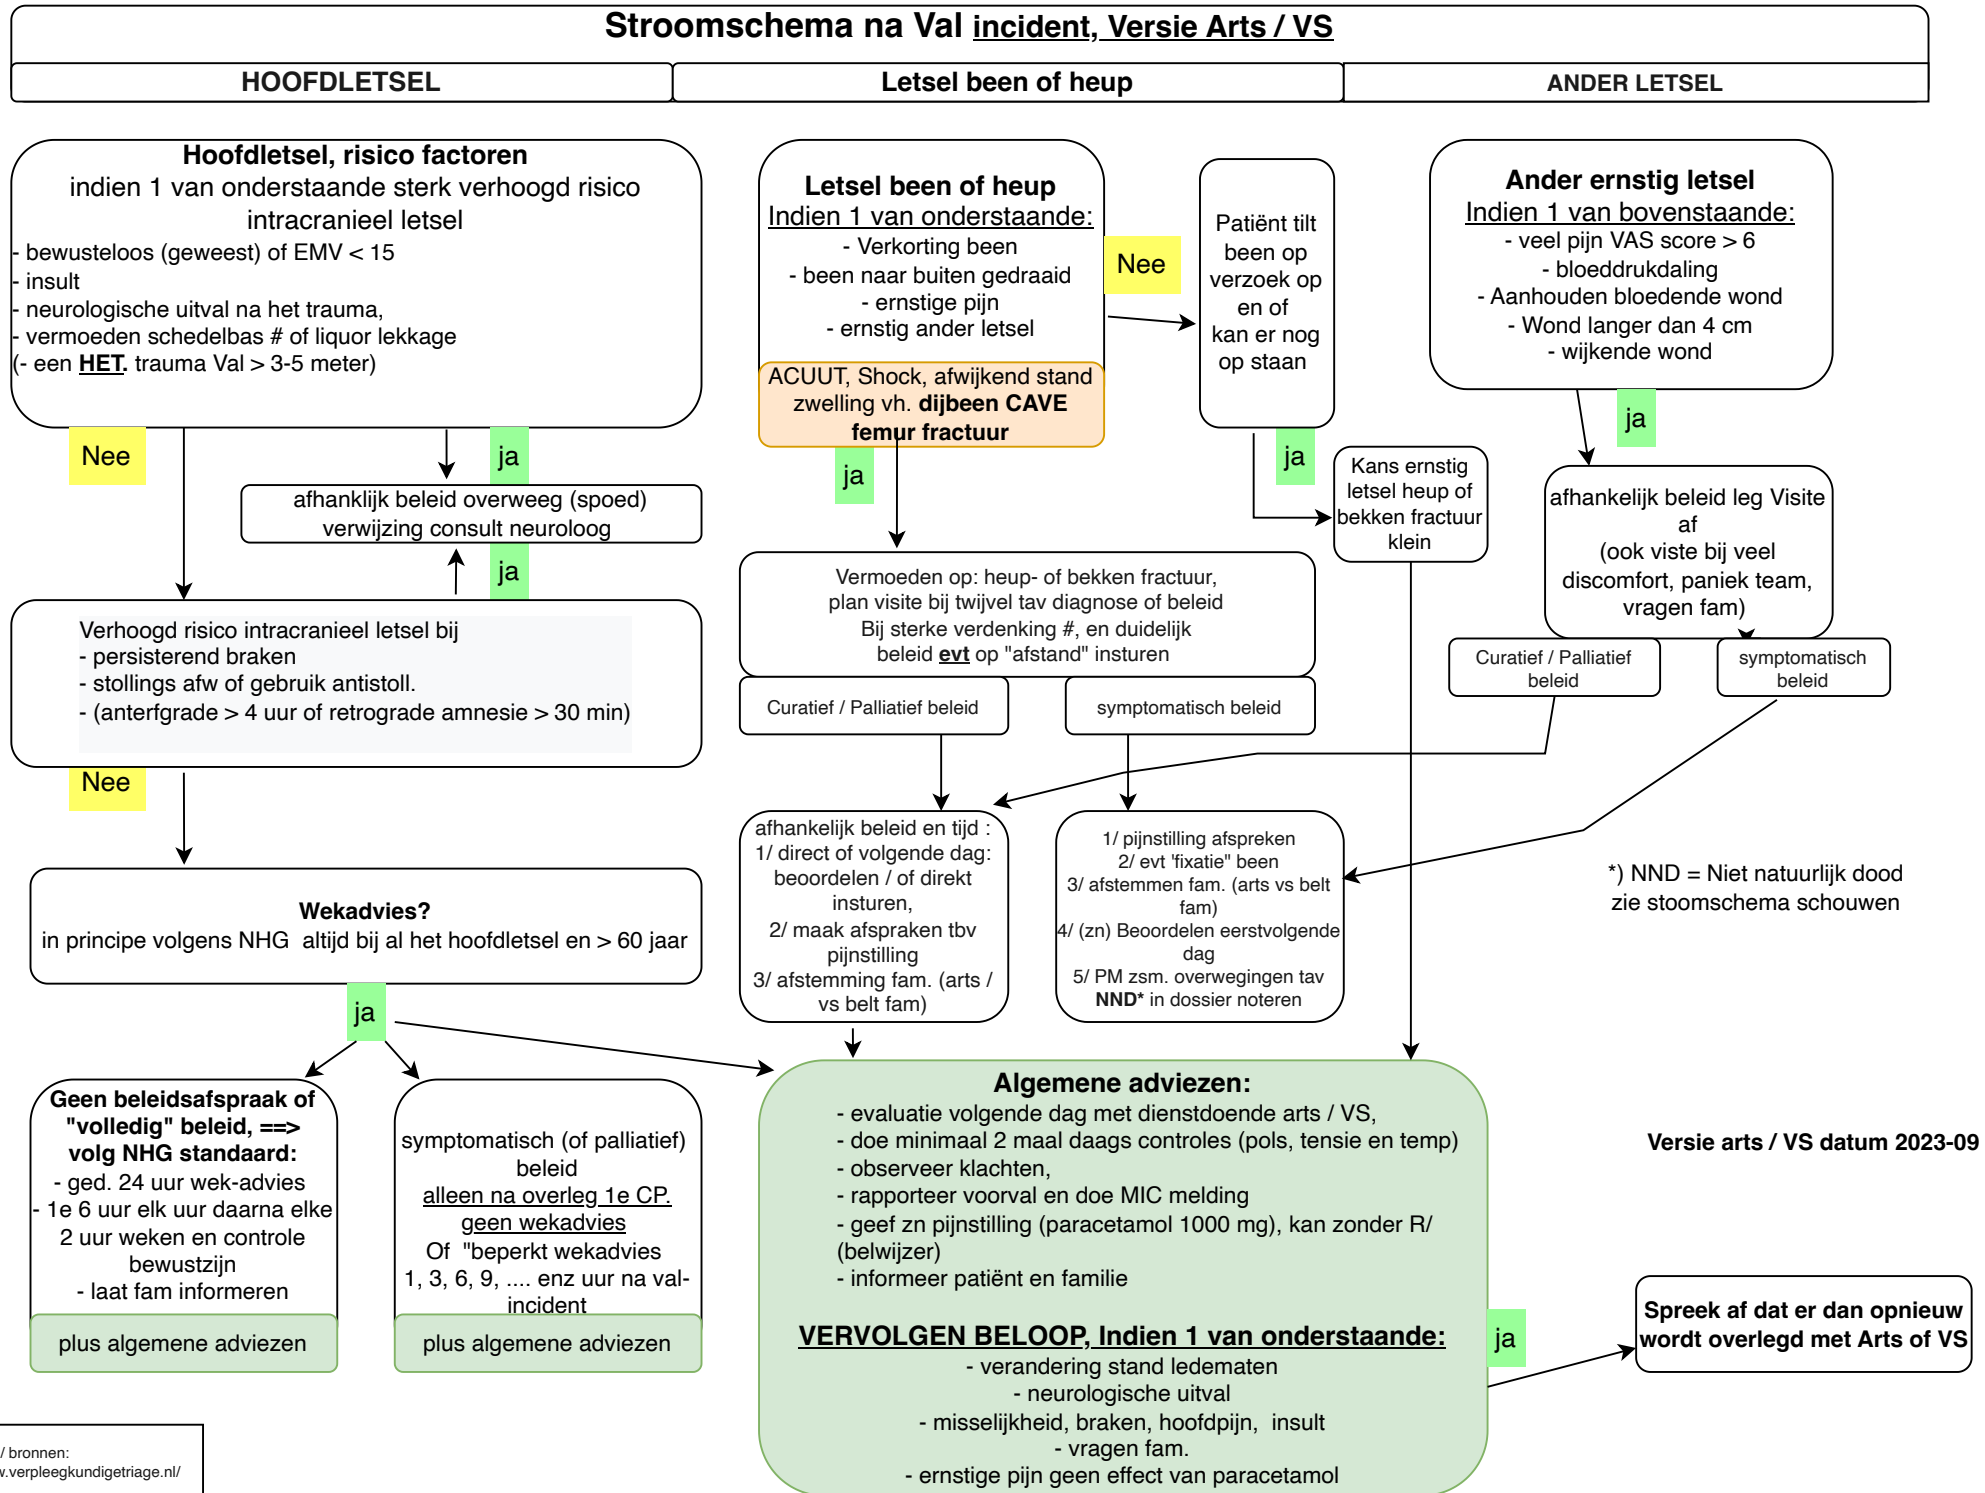 Stroomschema na Val incident, Versie Arts / VS
HOOFDLETSEL
Letsel been of heup
ANDER LETSEL
Hoofdletsel, risico factoren
indien 1 van onderstaande sterk verhoogd risico
intracranieel letsel
- bewusteloos (geweest) of EMV < 15
- insult
- neurologische uitval na het trauma,
- vermoeden schedelbas # of liquor lekkage
(- een HET. trauma Val > 3-5 meter)
Nee
ja
afhanklijk beleid overweeg (spoed)
verwijzing consult neuroloog
ja
Verhoogd risico intracranieel letsel bij
- persisterend braken
- stollings afw of gebruik antistoll.
- (anterfgrade > 4 uur of retrograde amnesie > 30 min)
Nee
Wekadvies?
in principe volgens NHG altijd bij al het hoofdletsel en > 60 jaar
ja
Geen beleidsafspraak of
"volledig" beleid, ==>
volg NHG standaard:
- ged. 24 uur wek-advies
- 1e 6 uur elk uur daarna elke
2 uur weken en controle
bewustzijn
- laat fam informeren
plus algemene adviezen
symptomatisch (of palliatief)
beleid
alleen na overleg 1e CP.
geen wekadvies
Of "beperkt wekadvies
1, 3, 6, 9, .... enz uur na val-
incident
plus algemene adviezen
Letsel been of heup
Indien 1 van onderstaande:
- Verkorting been
- been naar buiten gedraaid
- ernstige pijn
- ernstig ander letsel
ACUUT, Shock, afwijkend stand
zwelling vh. dijbeen CAVE
femur fractuur
Nee
ja
Patiënt tilt
been op
verzoek op
en of
kan er nog
op staan
ja
Kans ernstig
letsel heup of
bekken fractuur
klein
Vermoeden op: heup- of bekken fractuur,
plan visite bij twijvel tav diagnose of beleid
Bij sterke verdenking #, en duidelijk
beleid evt op "afstand" insturen
Curatief / Palliatief beleid
symptomatisch beleid
afhankelijk beleid en tijd :
1/ direct of volgende dag:
beoordelen / of direkt
insturen,
2/ maak afspraken tbv
pijnstilling
3/ afstemming fam. (arts /
vs belt fam)
1/ pijnstilling afspreken
2/ evt 'fixatie" been
3/ afstemmen fam. (arts vs belt
fam)
4/ (zn) Beoordelen eerstvolgende
dag
5/ PM zsm. overwegingen tav
NND* in dossier noteren
Ander ernstig letsel
Indien 1 van bovenstaande:
- veel pijn VAS score > 6
- bloeddrukdaling
- Aanhouden bloedende wond
- Wond langer dan 4 cm
- wijkende wond
ja
afhankelijk beleid leg Visite
af
(ook viste bij veel
discomfort, paniek team,
vragen fam)
Curatief / Palliatief
beleid
symptomatisch
beleid
*) NND = Niet natuurlijk dood
zie stoomschema schouwen
Algemene adviezen:
- evaluatie volgende dag met dienstdoende arts / VS,
- doe minimaal 2 maal daags controles (pols, tensie en temp)
- observeer klachten,
- rapporteer voorval en doe MIC melding
- geef zn pijnstilling (paracetamol 1000 mg), kan zonder R/
(belwijzer)
- informeer patiënt en familie
VERVOLGEN BELOOP, Indien 1 van onderstaande:
- verandering stand ledematen
- neurologische uitval
- misselijkheid, braken, hoofdpijn, insult
- vragen fam.
- ernstige pijn geen effect van paracetamol
ja
Versie arts / VS datum 2023-09
Spreek af dat er dan opnieuw
wordt overlegd met Arts of VS
/ bronnen:
.verpleegkundigetriage.nl/